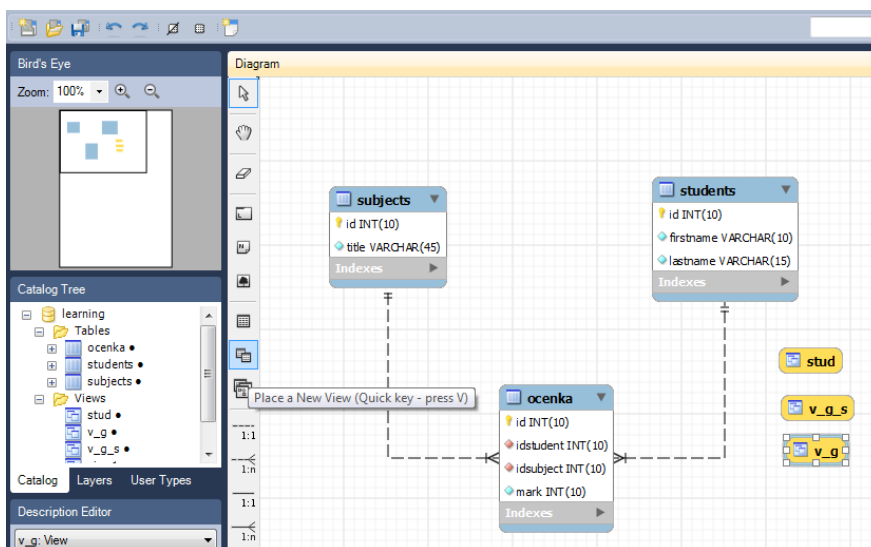 Bird's Eye
Zoom: 100%
Catalog Tree
learning
Tables
ocenka
students
subjects
Views
stud
v_g
v_g_s
Catalog Layers User Types
Description Editor
v_g: View
Diagram
1:1
1:n
1:1
1:n
Place a New View (Quick key - press V)
subjects
id INT(10)
title VARCHAR(45)
Indexes
students
id INT(10)
firstname VARCHAR(10)
lastname VARCHAR(15)
Indexes
ocenka
id INT(10)
idstudent INT(10)
idsubject INT(10)
mark INT(10)
Indexes
stud
v_g_s
v_g